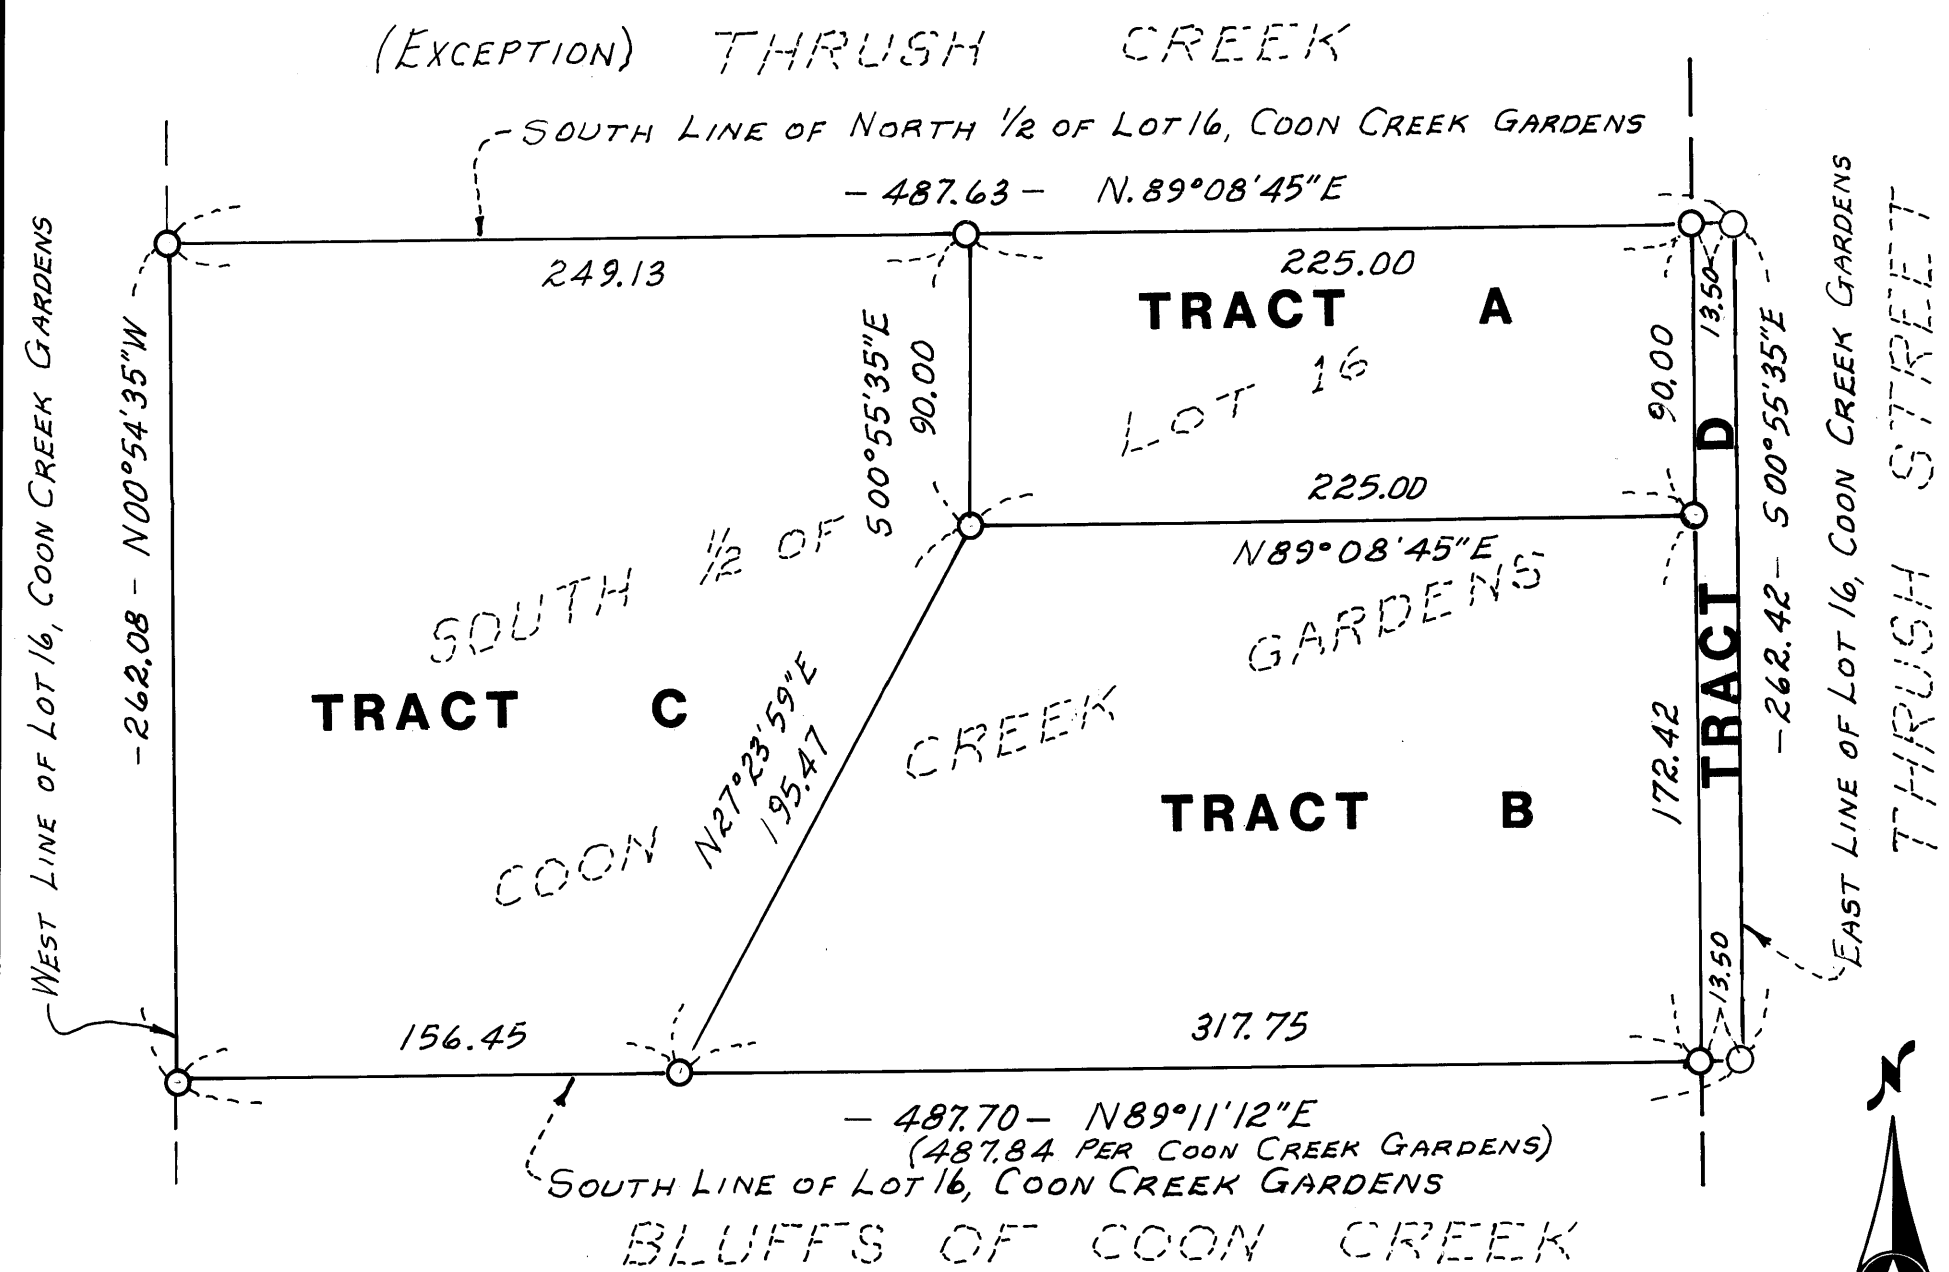 (EXCEPTION) THRUSH CREEK
SOUTH LINE OF NORTH 1/2 OF LOT 16, COON CREEK GARDENS
- 487.63 - N.89°08'45"E
249.13
225.00
TRACT A
LOT 16
13.50
90.00
S00°55'35"E
90.00
225.00
N89°08'45"E
WEST LINE OF LOT 16, COON CREEK GARDENS
-262.08- N00°54'35"W
SOUTH 1/2 OF
COON CREEK GARDENS
TRACT C
N27°23'59"E
195.47
TRACT B
172.42
TRACT D
-262.42- S00°55'35"E
EAST LINE OF LOT 16, COON CREEK GARDENS
THRUSH STREET
13.50
156.45
317.75
- 487.70 - N89°11'12"E
(487.84 PER COON CREEK GARDENS)
SOUTH LINE OF LOT 16, COON CREEK GARDENS
BLUFFS OF COON CREEK
N